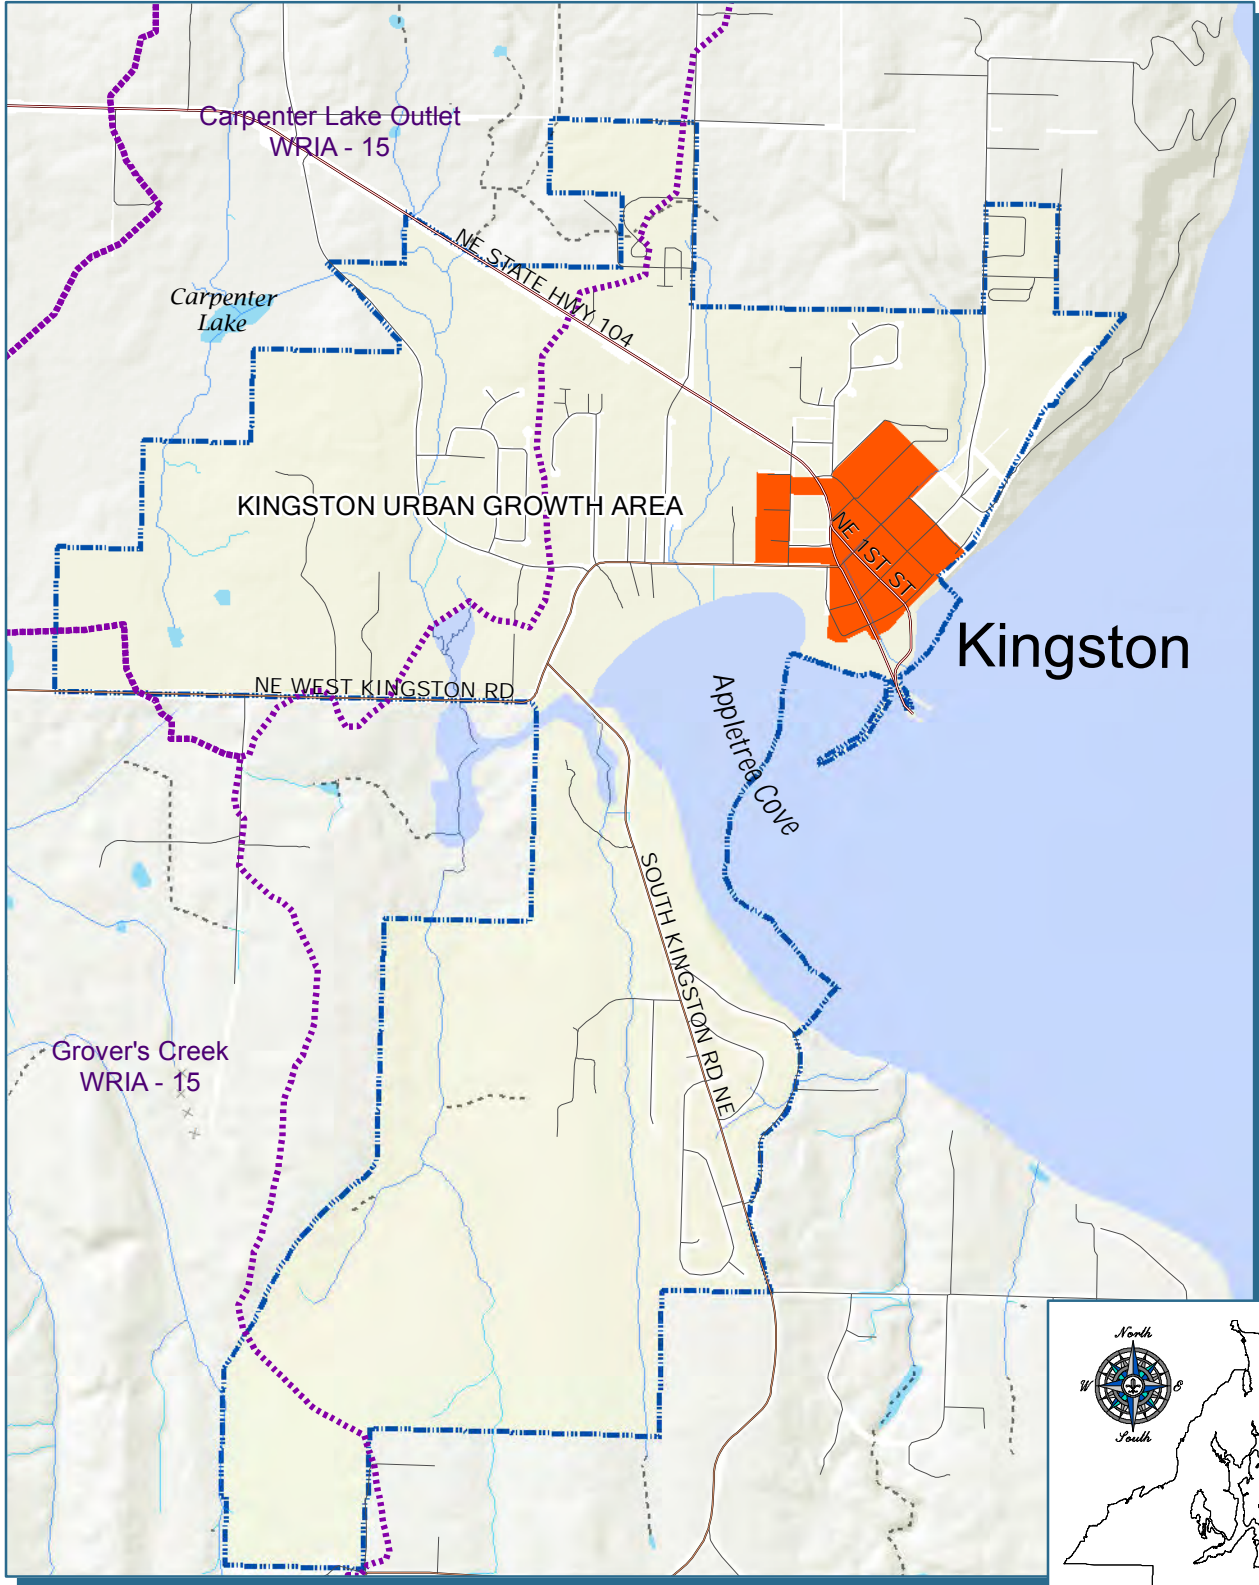 Carpenter Lake Outlet
WRIA - 15
NE STATE HWY 104
Carpenter
Lake
KINGSTON URBAN GROWTH AREA
NE 1ST ST
Kingston
NE WEST KINGSTON RD
Appletree Cove
SOUTH KINGSTON RD NE
Grover's Creek
WRIA - 15
North
W
E
South